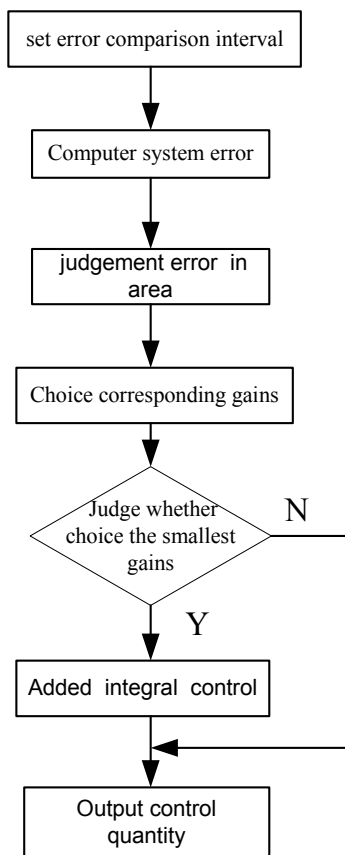 set error comparison interval
Computer system error
judgement error in
area
Choice corresponding gains
Judge whether
choice the smallest
gains
N
Y
Added integral control
Output control
quantity